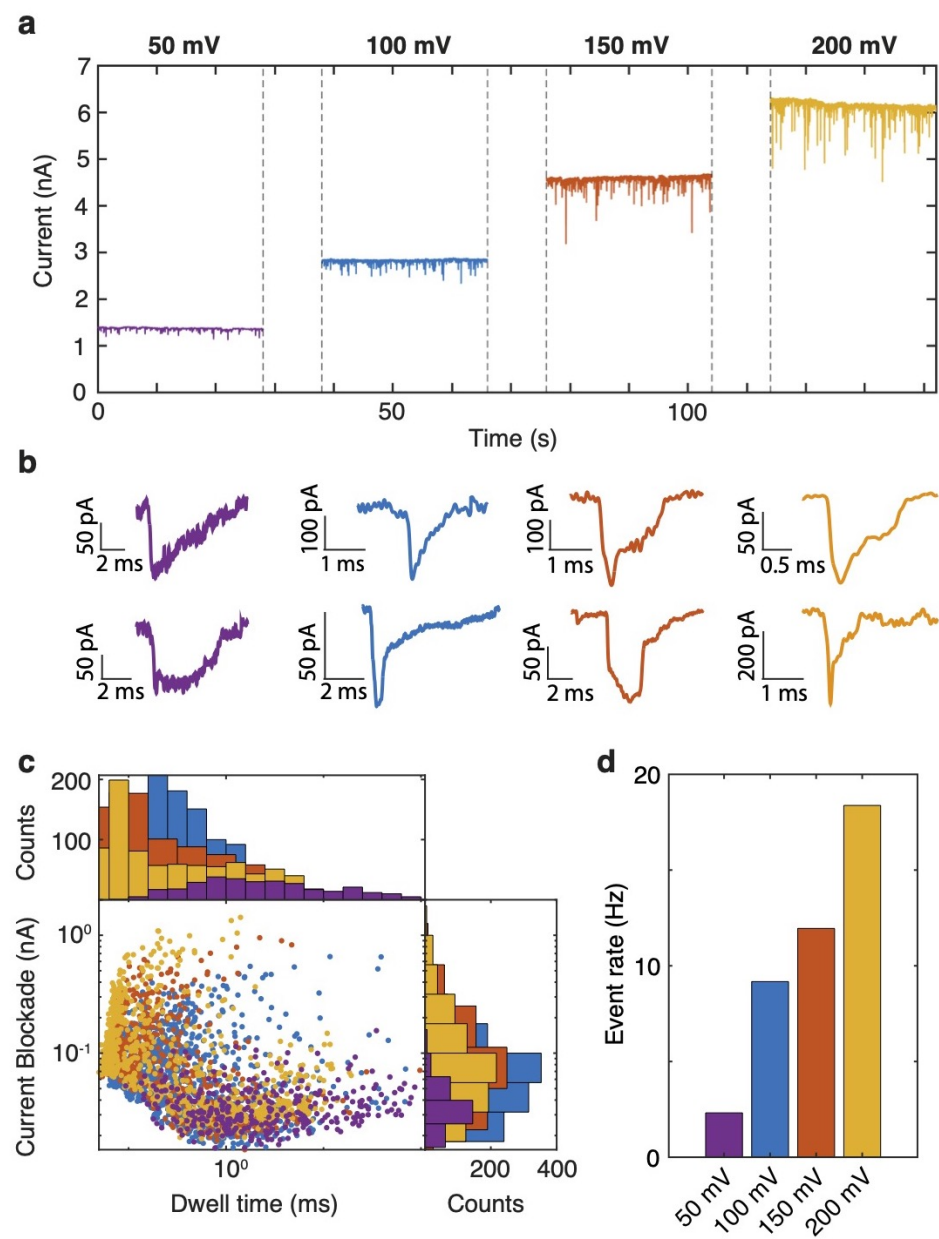 a
50 mV 100 mV 150 mV 200 mV
7
6
5
4
3
2
1
0
Current (nA)
0 50 100
Time (s)
b
50 pA 2 ms
100 pA 1 ms
100 pA 1 ms
50 pA 0.5 ms
50 pA 2 ms
50 pA 2 ms
50 pA 2 ms
200 pA 1 ms
c
200
100
Counts
10⁰
10⁻¹
Current Blockade (nA)
10⁰
Dwell time (ms)
200 400
Counts
d
20
10
0
Event rate (Hz)
50 mV 100 mV 150 mV 200 mV